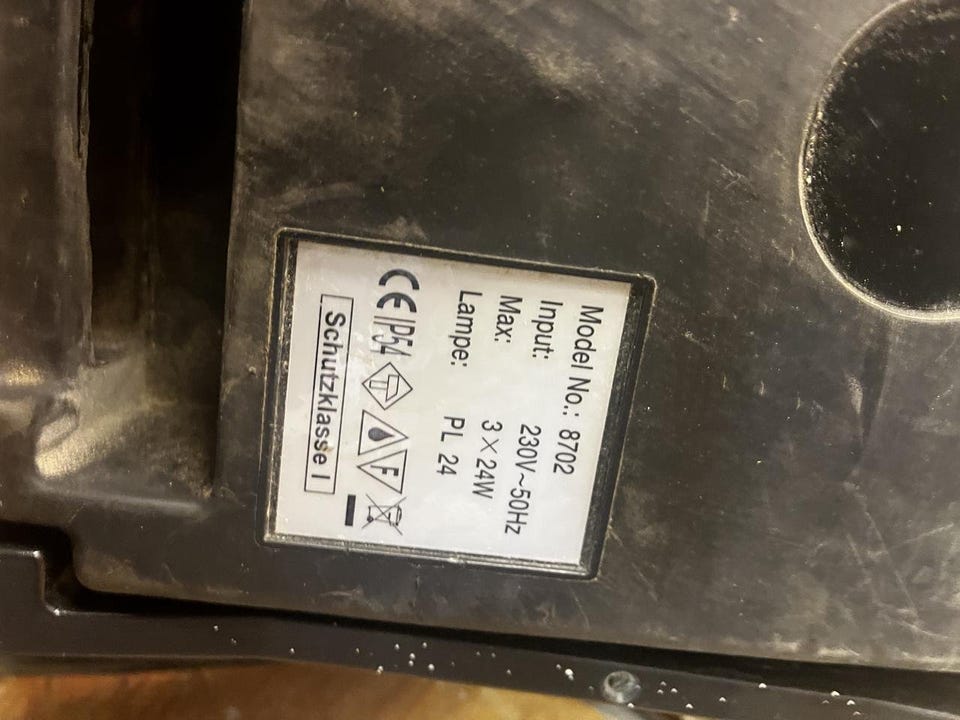 Model No.: 8702
Input: 230V~50Hz
Max: 3×24W
Lampe: PL 24
CE IP54 F
Schutzklasse I